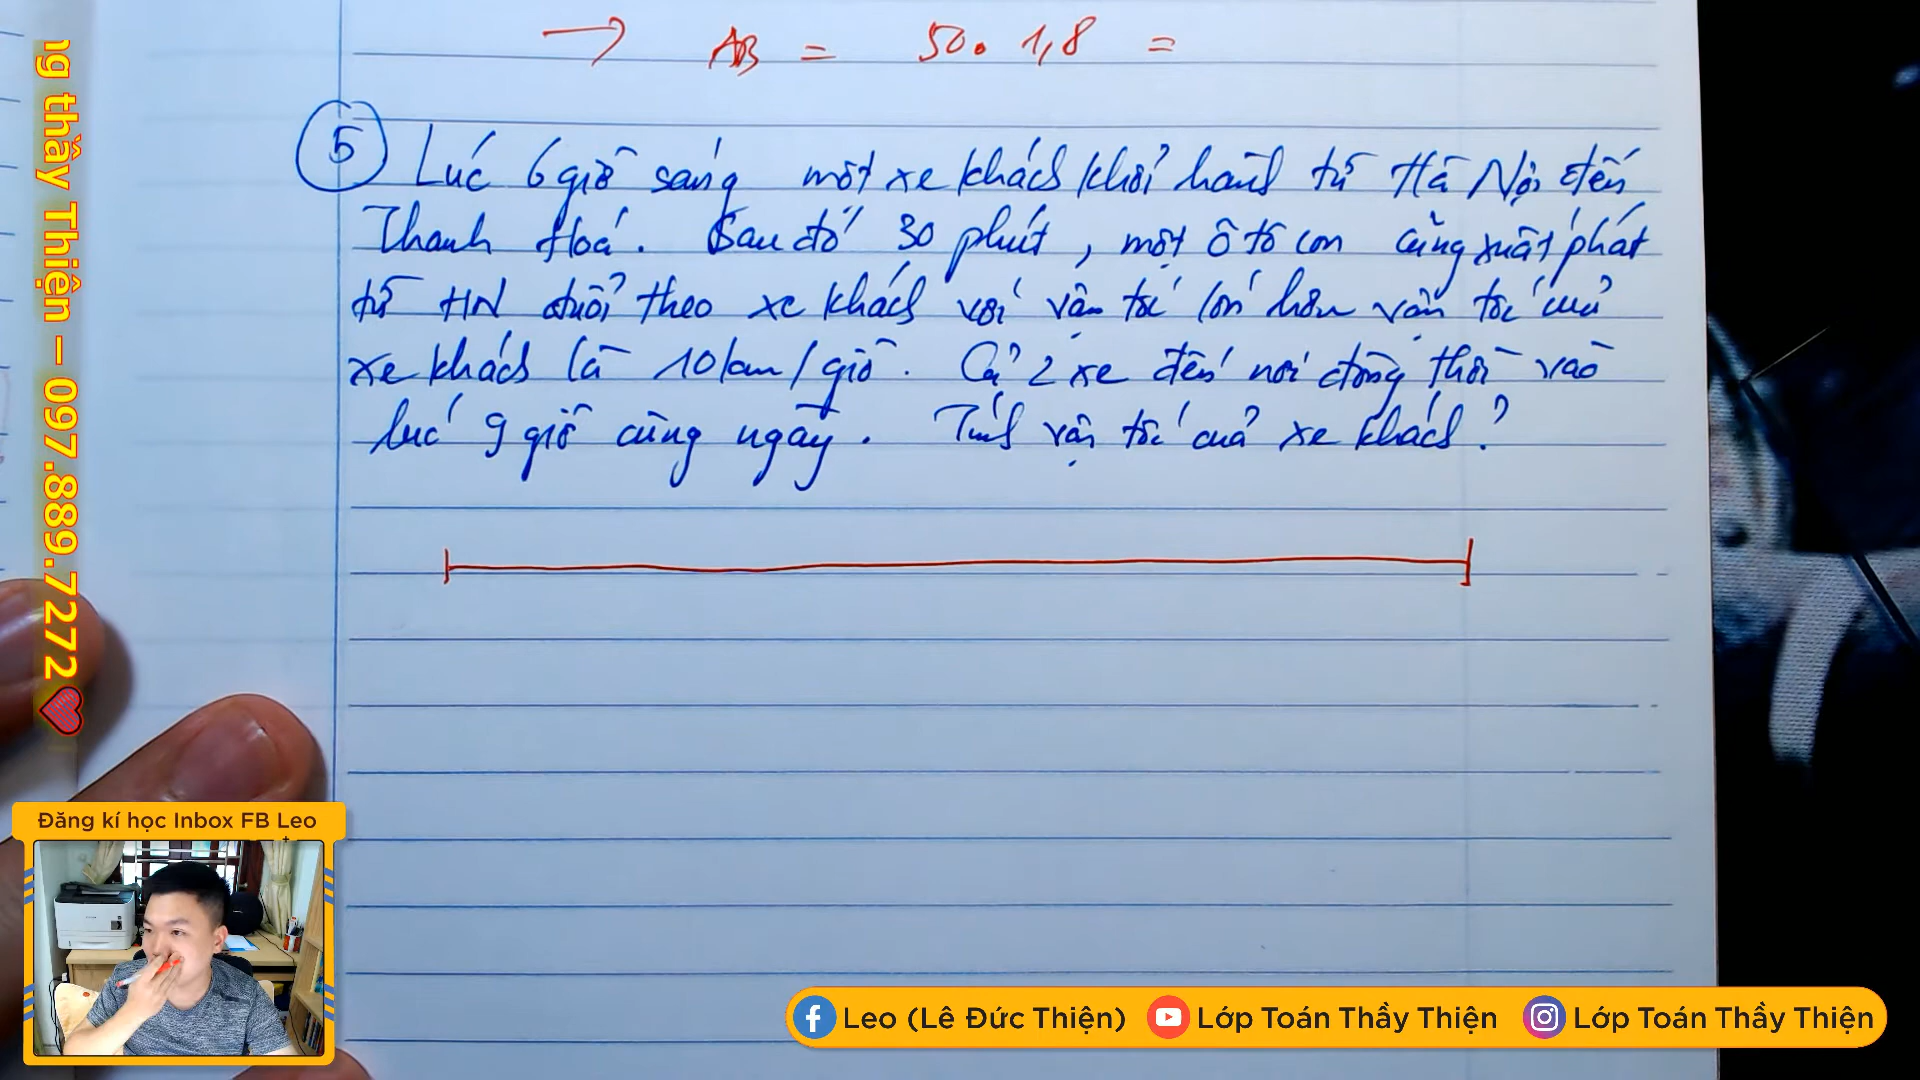 → AB = 50. 1,8 =
5 Lúc 6 giờ sáng một xe khách khởi hành từ Hà Nội đến
Thanh Hoá. Sau đó 30 phút, một ô tô con cũng xuất phát
từ HN đuổi theo xe khách với vận tốc lớn hơn vận tốc của
xe khách là 10km/giờ. Cả 2 xe đến nơi đồng thời vào
lúc 9 giờ cùng ngày. Tính vận tốc của xe khách?
thầy Thiện – 097.889.7272
Đăng kí học Inbox FB Leo
Leo (Lê Đức Thiện) Lớp Toán Thầy Thiện Lớp Toán Thầy Thiện